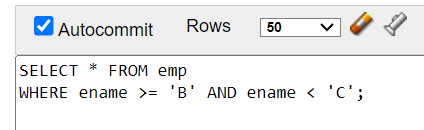 Autocommit Rows 50
SELECT * FROM emp
WHERE ename >= 'B' AND ename < 'C';